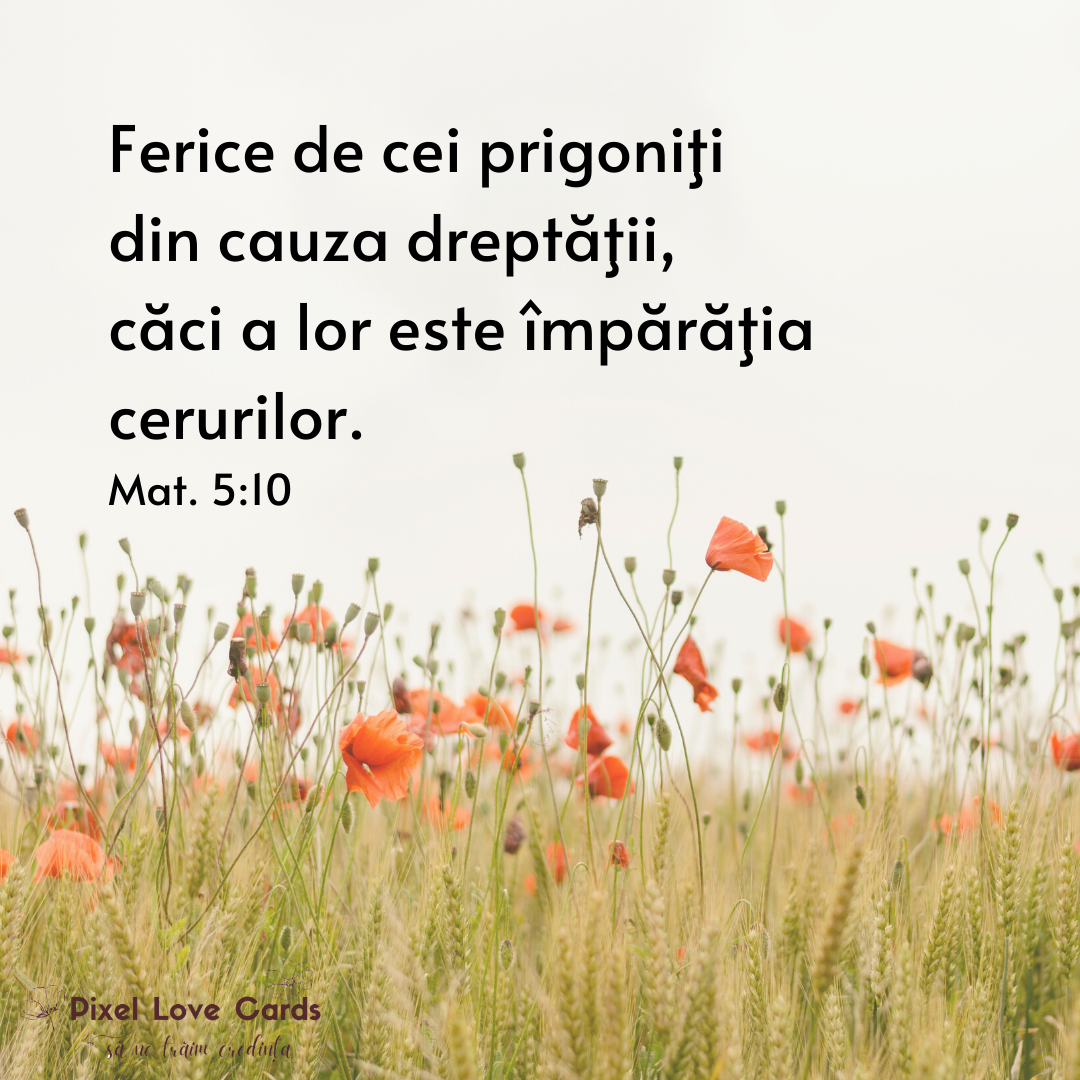 Ferice de cei prigoniţi
din cauza dreptăţii,
căci a lor este împărăţia
cerurilor.
Mat. 5:10
Pixel Love Cards
să ne trăim credința